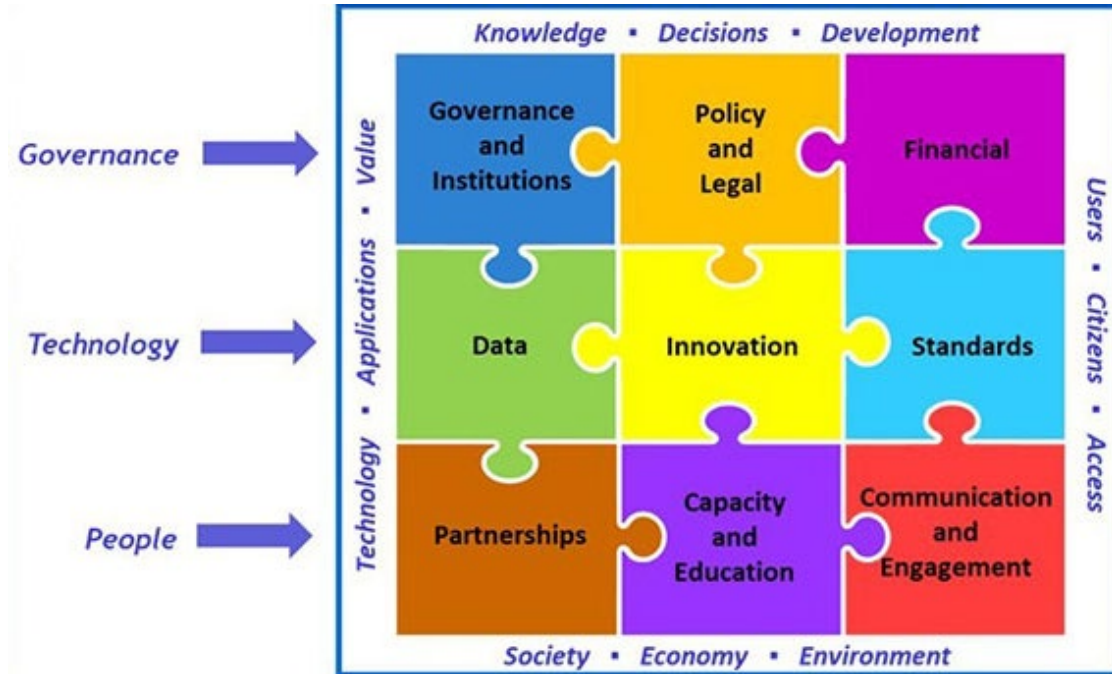 Knowledge ▪ Decisions ▪ Development
Governance
Technology
People
Technology ▪ Applications ▪ Value
Governance
and
Institutions
Policy
and
Legal
Financial
Data
Innovation
Standards
Partnerships
Capacity
and
Education
Communication
and
Engagement
Users ▪ Citizens ▪ Access
Society ▪ Economy ▪ Environment